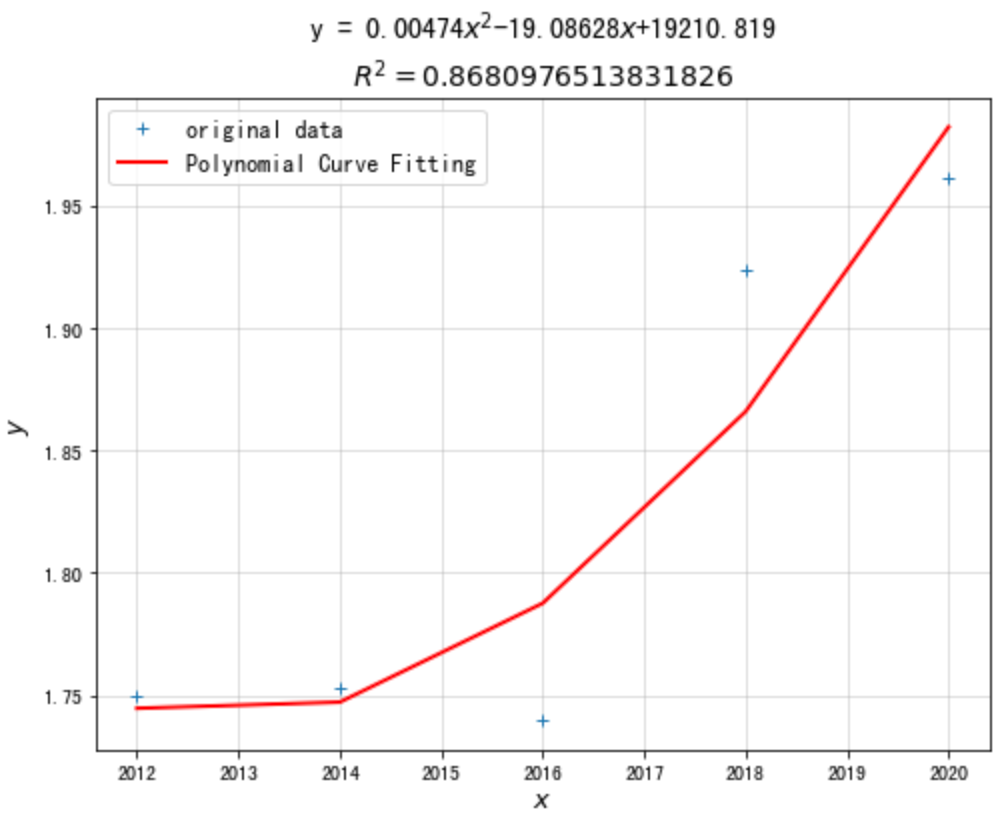 y = 0.00474x²−19.08628x+19210.819
R² = 0.8680976513831826
original data
Polynomial Curve Fitting
1.95
1.90
1.85
1.80
1.75
y
2012 2013 2014 2015 2016 2017 2018 2019 2020
x